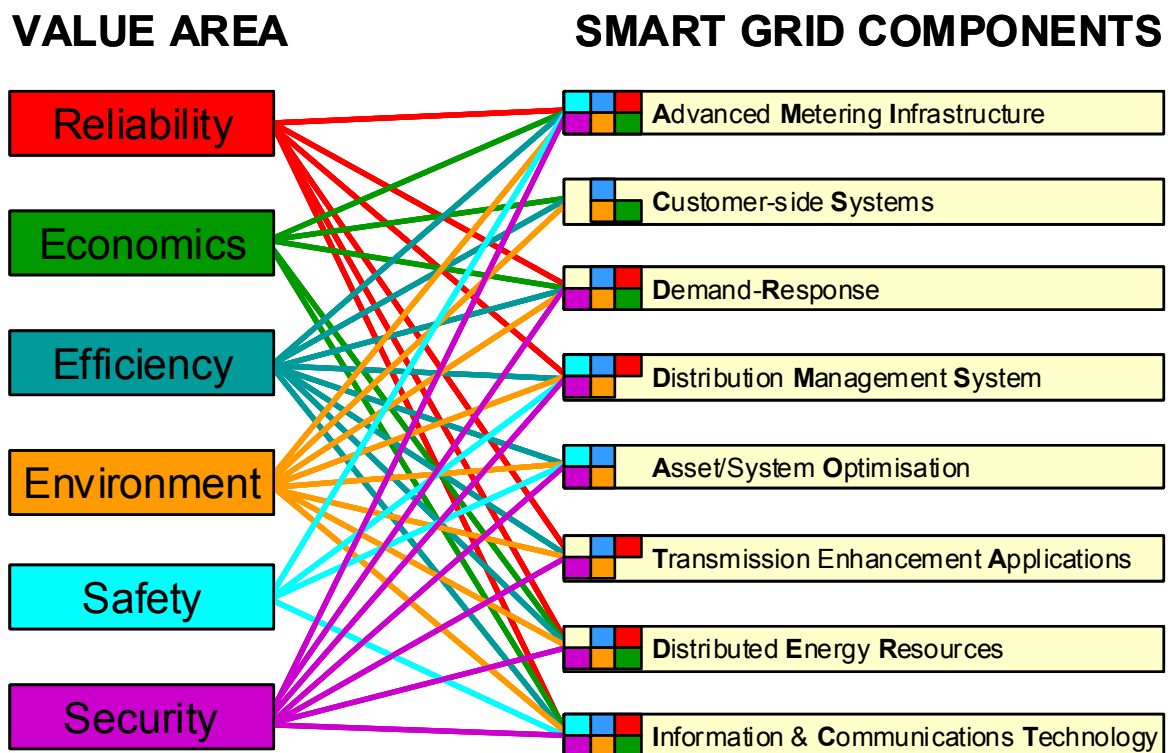 VALUE AREA
SMART GRID COMPONENTS
Reliability
Economics
Efficiency
Environment
Safety
Security
Advanced Metering Infrastructure
Customer-side Systems
Demand-Response
Distribution Management System
Asset/System Optimisation
Transmission Enhancement Applications
Distributed Energy Resources
Information & Communications Technology